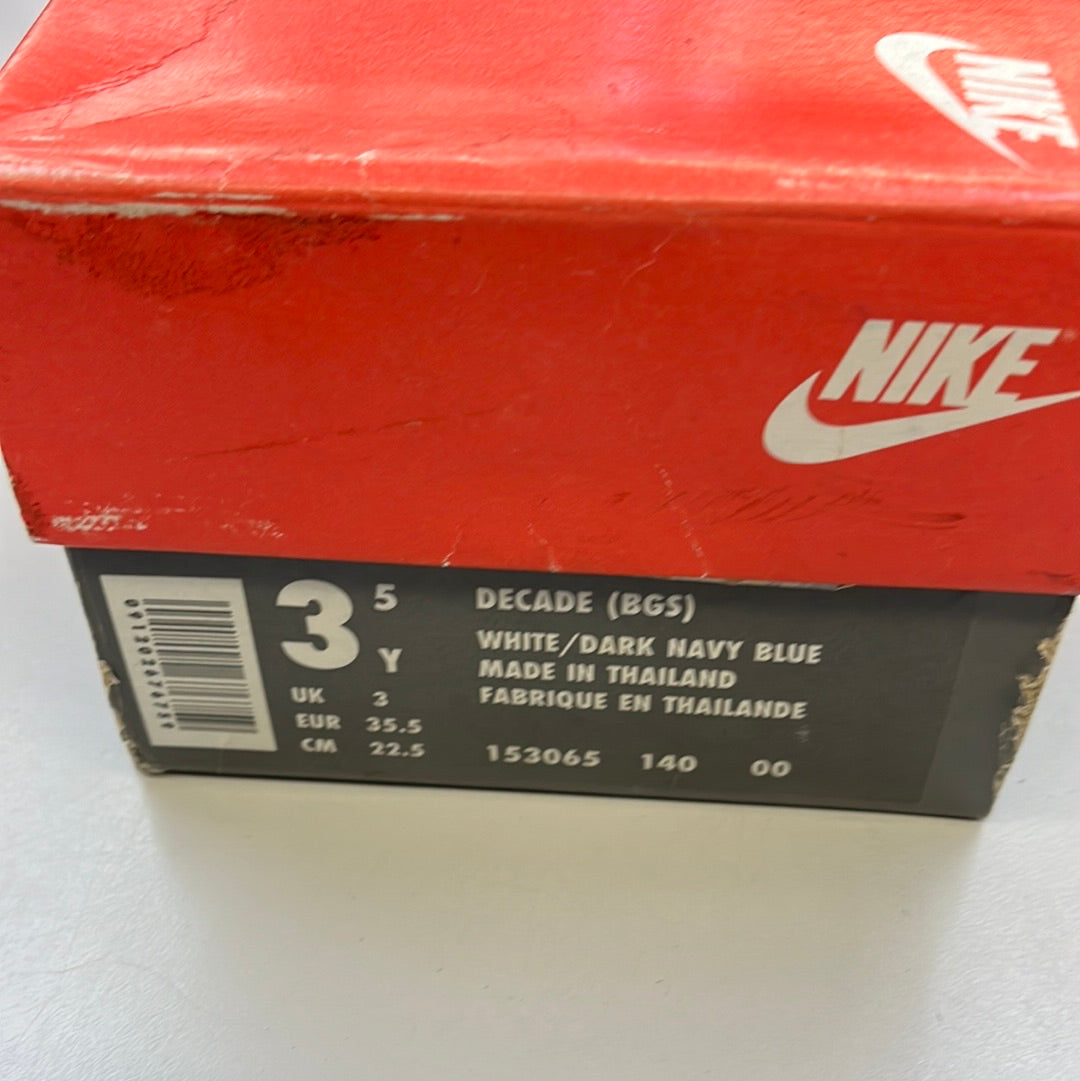 NIKE
NIKE
3 5 Y
UK 3
EUR 35.5
CM 22.5
DECADE (BGS)
WHITE/DARK NAVY BLUE
MADE IN THAILAND
FABRIQUE EN THAILANDE
153065 140 00